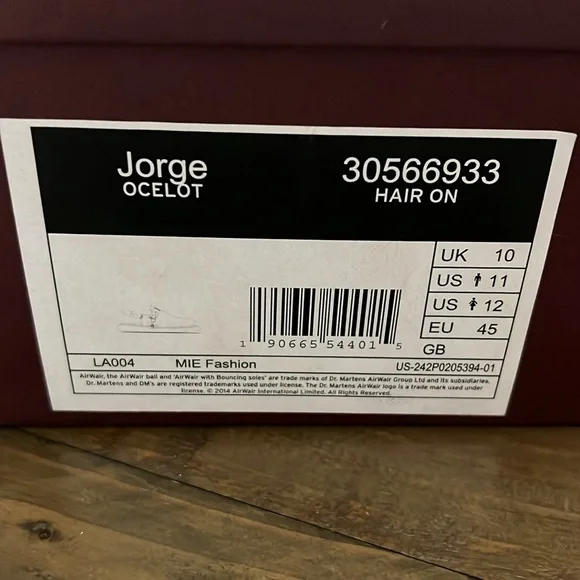 Jorge
OCELOT
30566933
HAIR ON
UK 10
US 11
US 12
EU 45
GB
1 90665 54401 5
LA004 MIE Fashion US-242P0205394-01
AirWair, the AirWair ball and 'AirWair with Bouncing soles' are trade marks of Dr. Martens AirWair Group Ltd and its subsidiaries.
Dr. Martens and DM's are registered trademarks used under license. The Dr. Martens AirWair logo is a trade mark used under
license. © 2014 AirWair International Limited. All Rights Reserved.